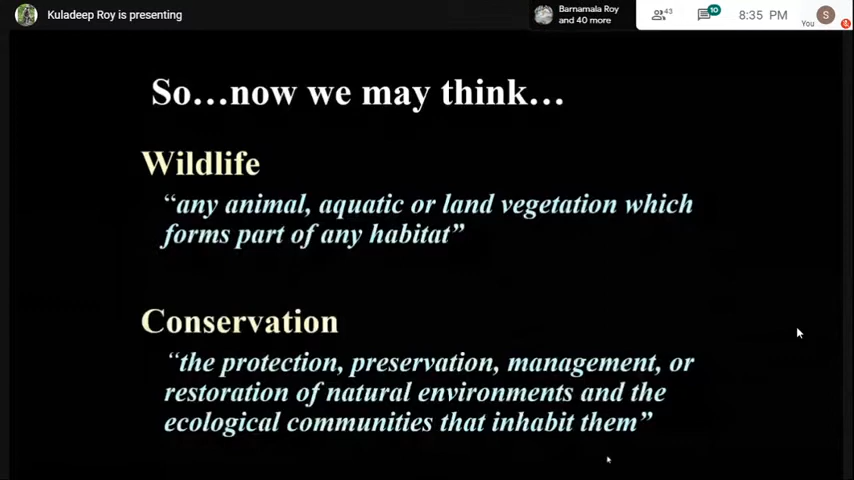 Kuladeep Roy is presenting
Barnamala Roy
and 40 more
43
10
8:35 PM
You
S
So…now we may think…
Wildlife
“any animal, aquatic or land vegetation which
forms part of any habitat”
Conservation
“the protection, preservation, management, or
restoration of natural environments and the
ecological communities that inhabit them”